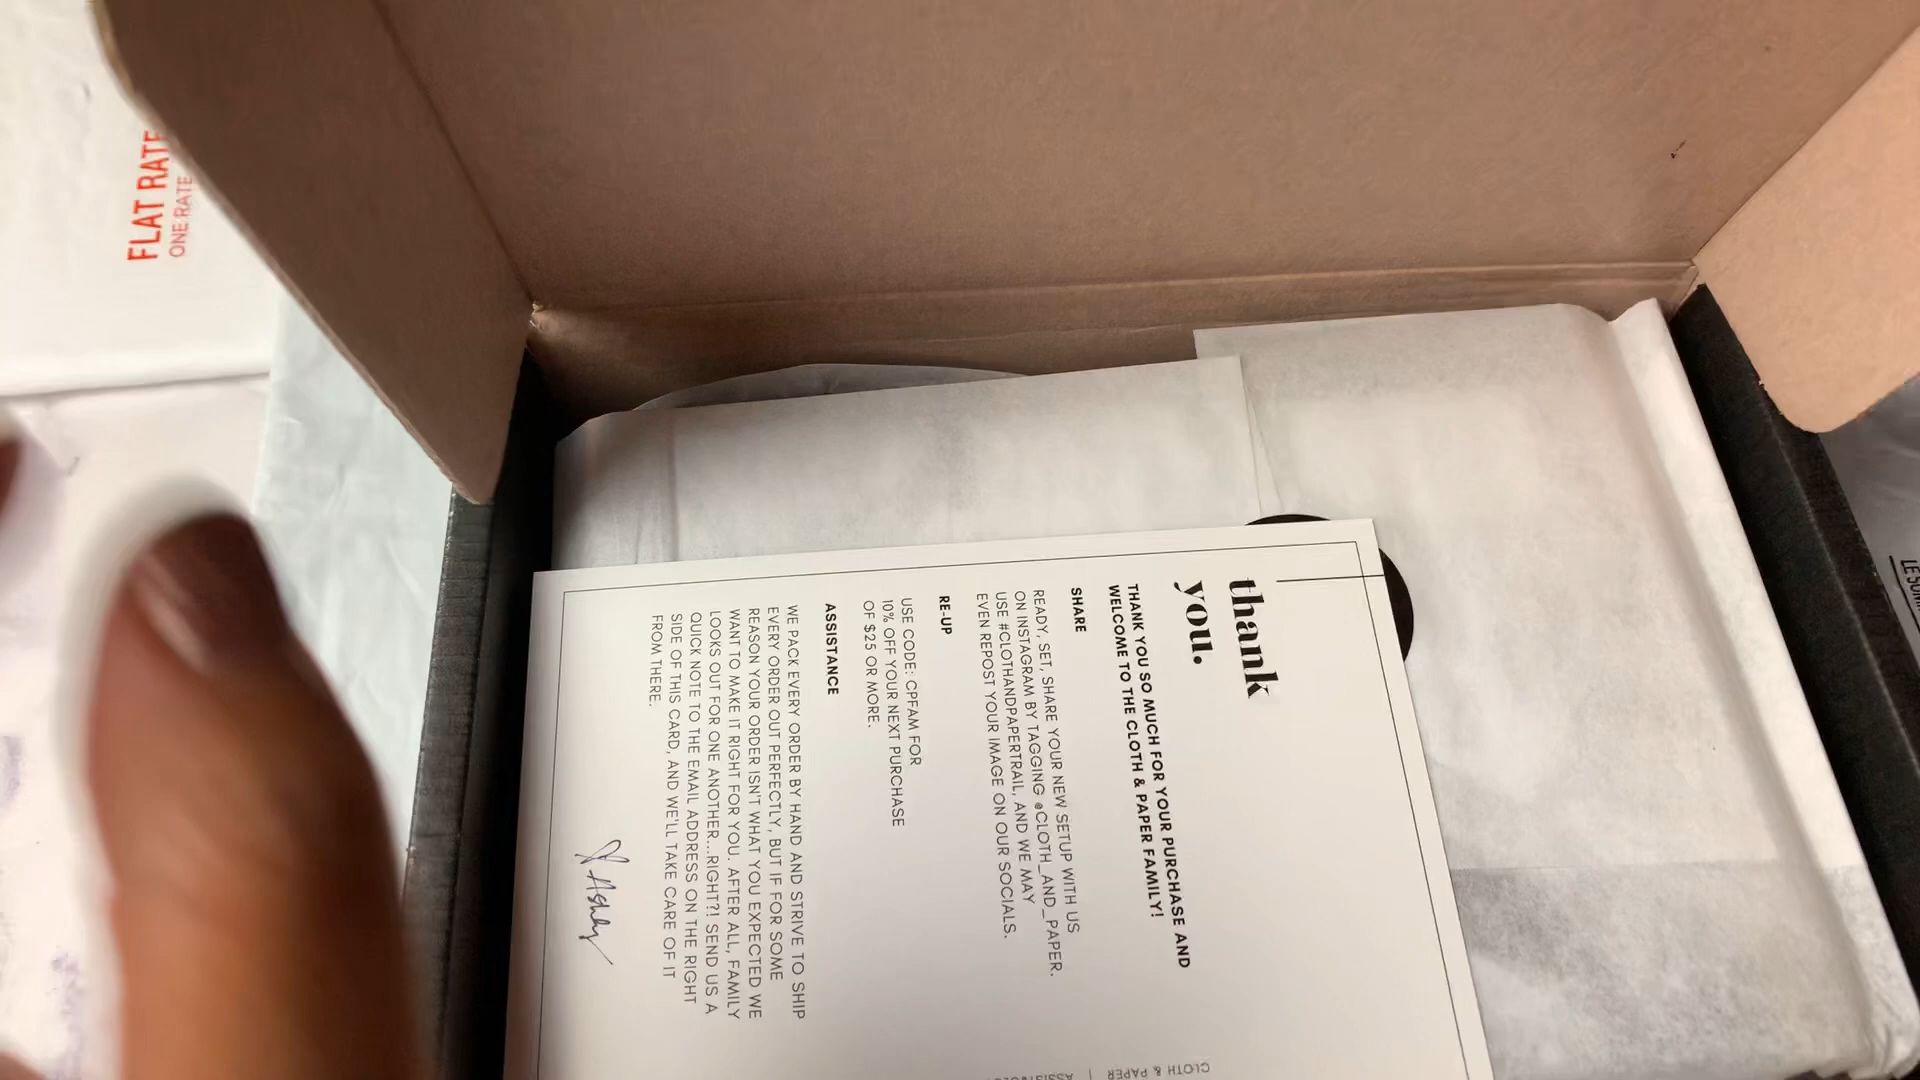 thank
you.
THANK YOU SO MUCH FOR YOUR PURCHASE AND
WELCOME TO THE CLOTH & PAPER FAMILY!
SHARE
READY, SET, SHARE YOUR NEW SETUP WITH US
ON INSTAGRAM BY TAGGING @CLOTH_AND_PAPER.
USE #CLOTHANDPAPERTRAIL, AND WE MAY
EVEN REPOST YOUR IMAGE ON OUR SOCIALS.
RE-UP
USE CODE: CPFAM FOR
10% OFF YOUR NEXT PURCHASE
OF $25 OR MORE.
ASSISTANCE
WE PACK EVERY ORDER BY HAND AND STRIVE TO SHIP
EVERY ORDER OUT PERFECTLY, BUT IF FOR SOME
REASON YOUR ORDER ISN'T WHAT YOU EXPECTED WE
WANT TO MAKE IT RIGHT FOR YOU. AFTER ALL, FAMILY
LOOKS OUT FOR ONE ANOTHER...RIGHT?! SEND US A
QUICK NOTE TO THE EMAIL ADDRESS ON THE RIGHT
SIDE OF THIS CARD, AND WE'LL TAKE CARE OF IT
FROM THERE.
Ashley
CLOTH & PAPER |
FLAT RATE
ONE RATE